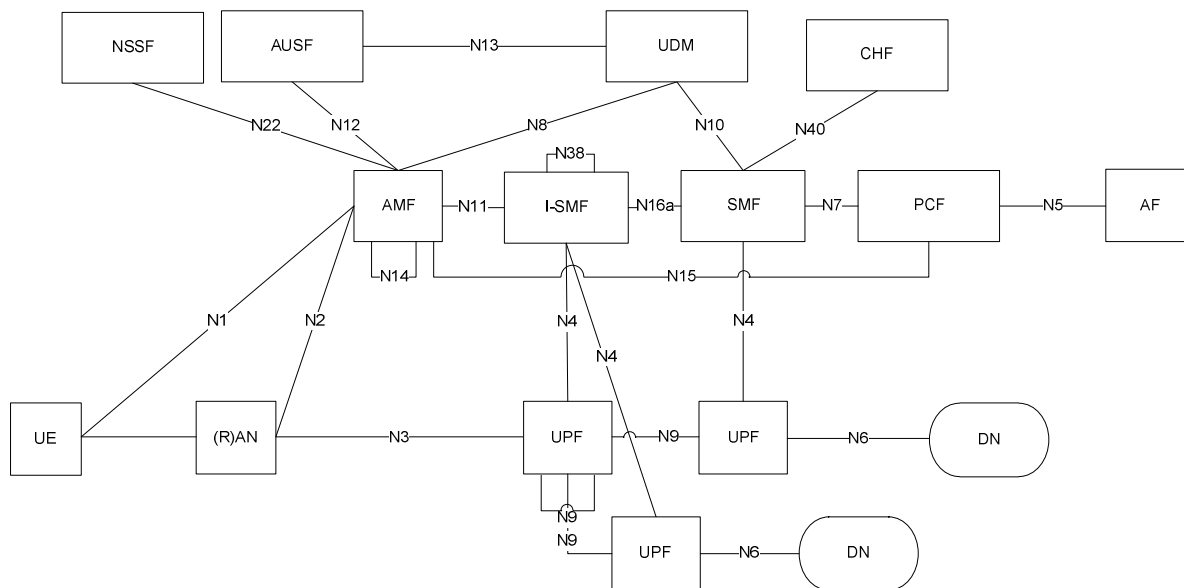 NSSF
AUSF
N13
UDM
CHF
N22
N12
N8
N10
N40
N38
AMF
N11
I-SMF
N16a
SMF
N7
PCF
N5
AF
N14
N15
N1
N2
N4
N4
N4
UE
(R)AN
N3
UPF
N9
UPF
N6
DN
N9
N9
UPF
N6
DN